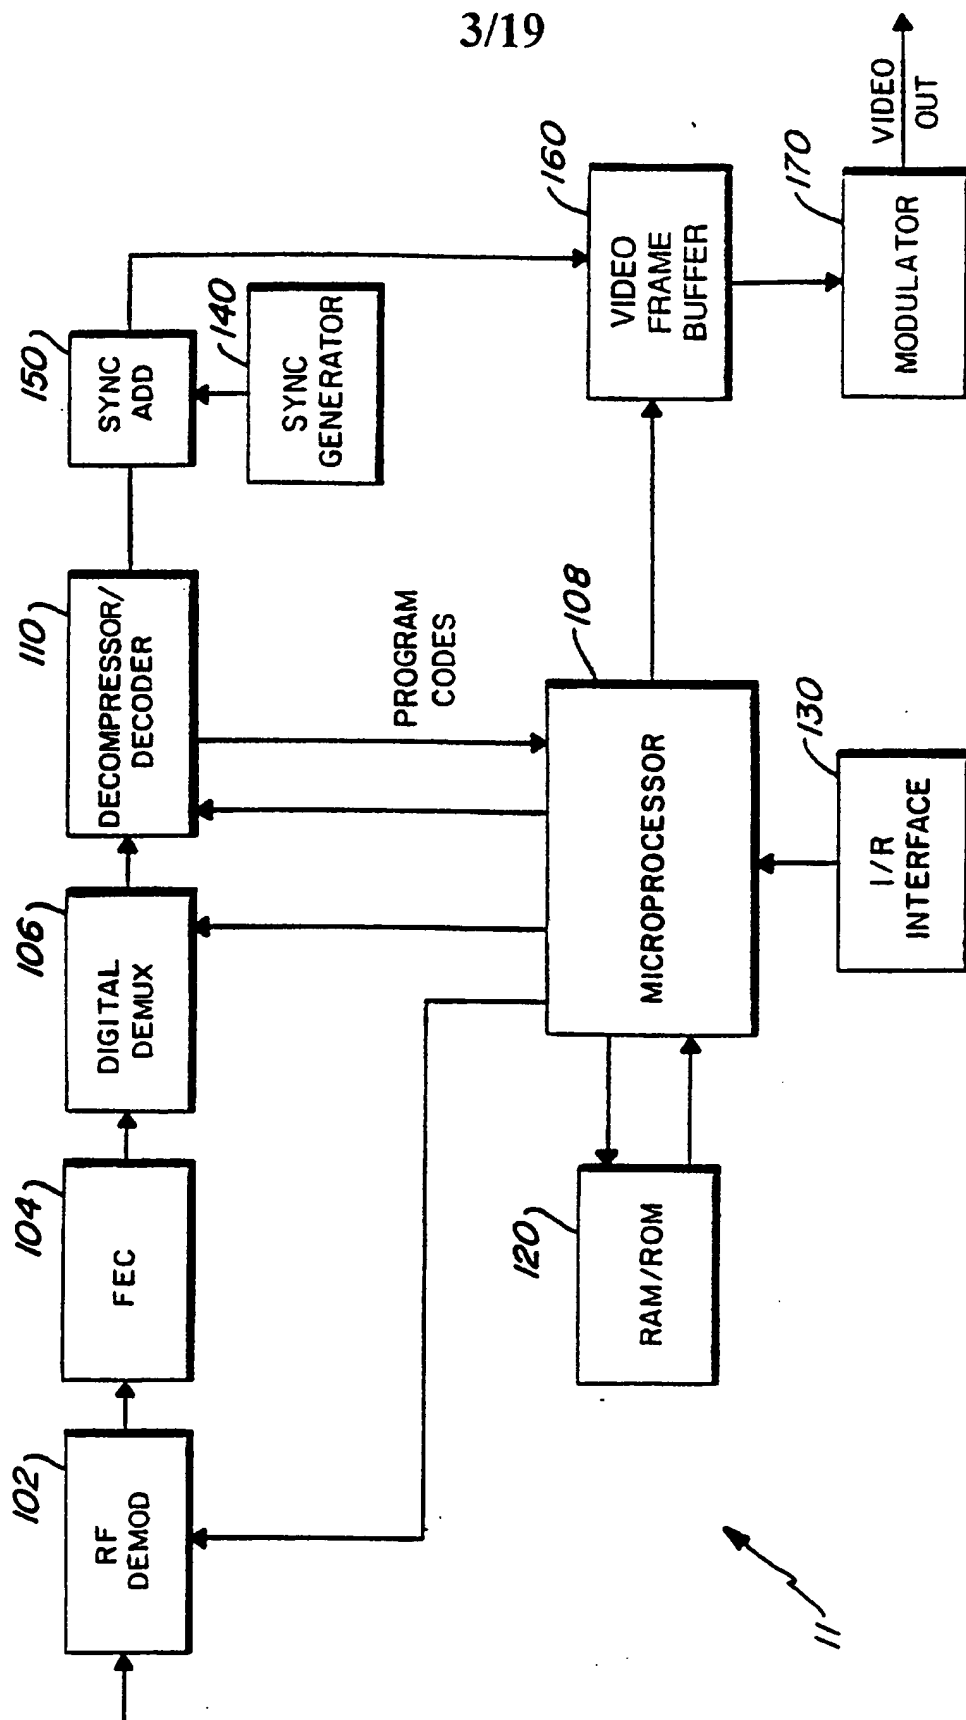 3/19
102
RF
DEMOD
104
FEC
106
DIGITAL
DEMUX
110
DECOMPRESSOR/
DECODER
150
SYNC
ADD
140
SYNC
GENERATOR
PROGRAM
CODES
120
RAM/ROM
108
MICROPROCESSOR
160
VIDEO
FRAME
BUFFER
130
I/R
INTERFACE
170
MODULATOR
VIDEO
OUT
11